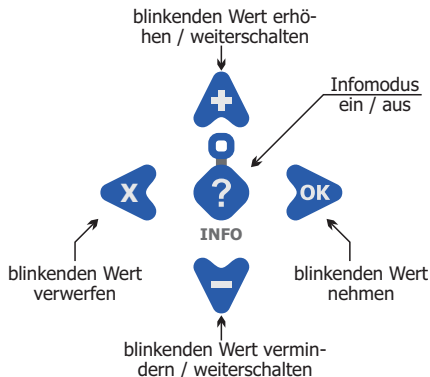 blinkenden Wert erhö-
hen / weiterschalten
Infomodus
ein / aus
+
X
?
OK
INFO
blinkenden Wert
verwerfen
blinkenden Wert
nehmen
−
blinkenden Wert vermin-
dern / weiterschalten